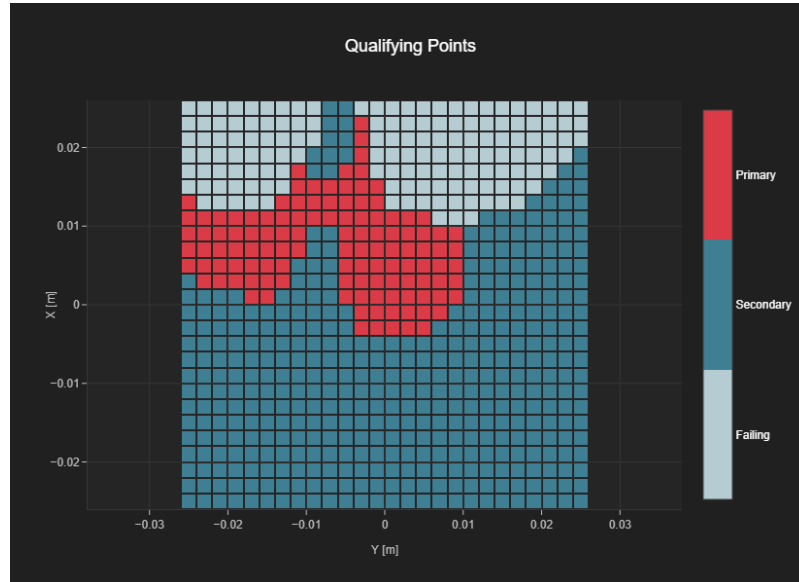 Qualifying Points
0.02
0.01
0
−0.01
−0.02
X [m]
−0.03
−0.02
−0.01
0
0.01
0.02
0.03
Y [m]
Primary
Secondary
Failing